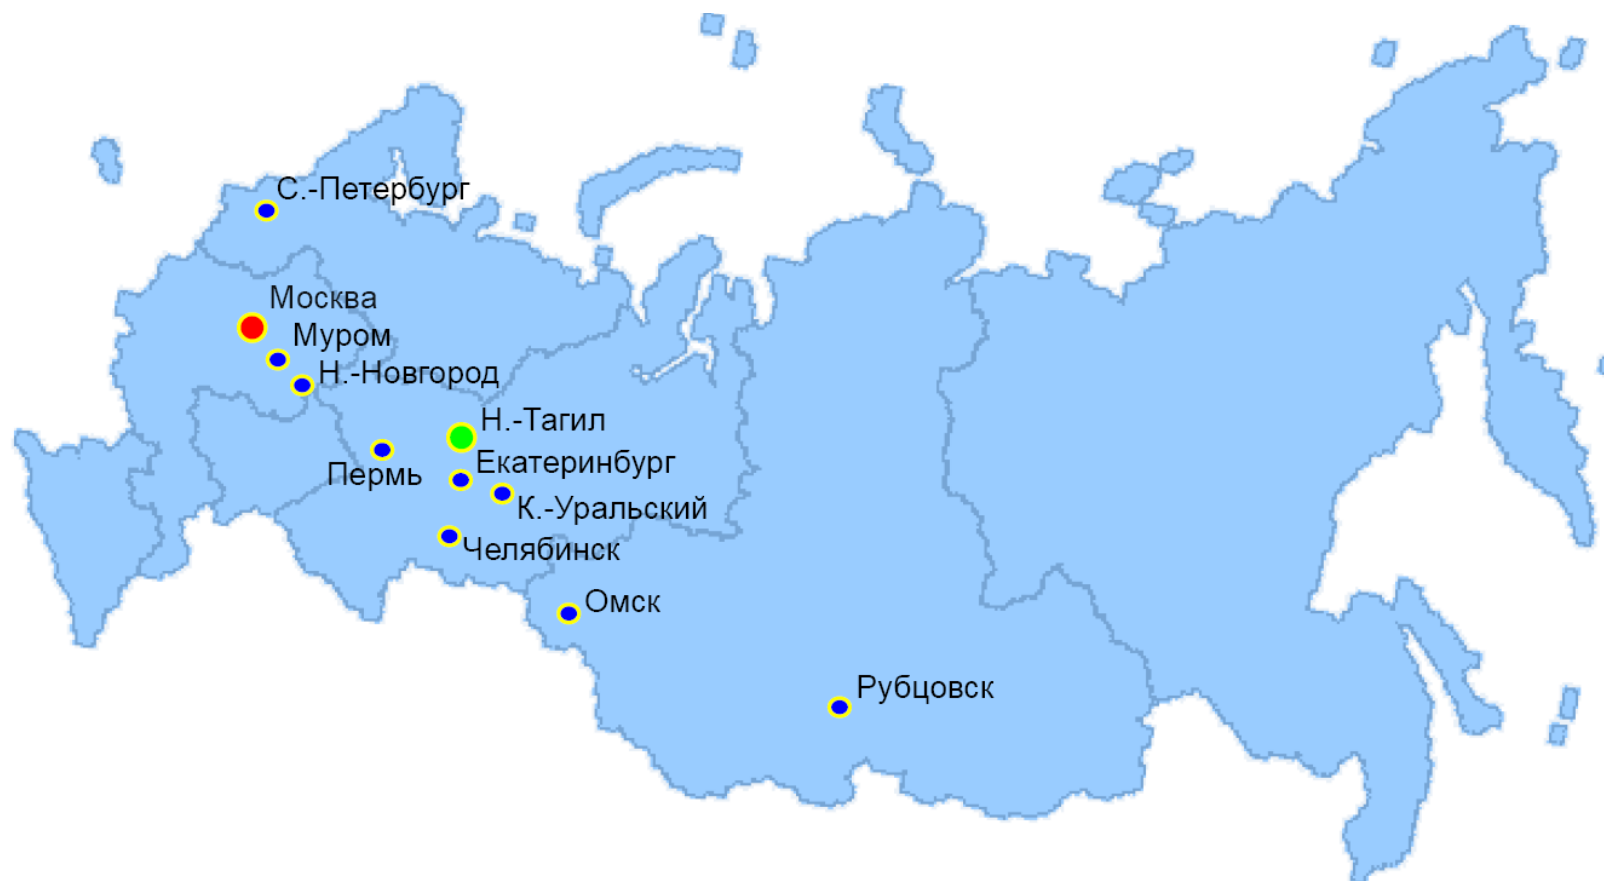 С.-Петербург
Москва
Муром
Н.-Новгород
Н.-Тагил
Екатеринбург
Пермь
К.-Уральский
Челябинск
Омск
Рубцовск